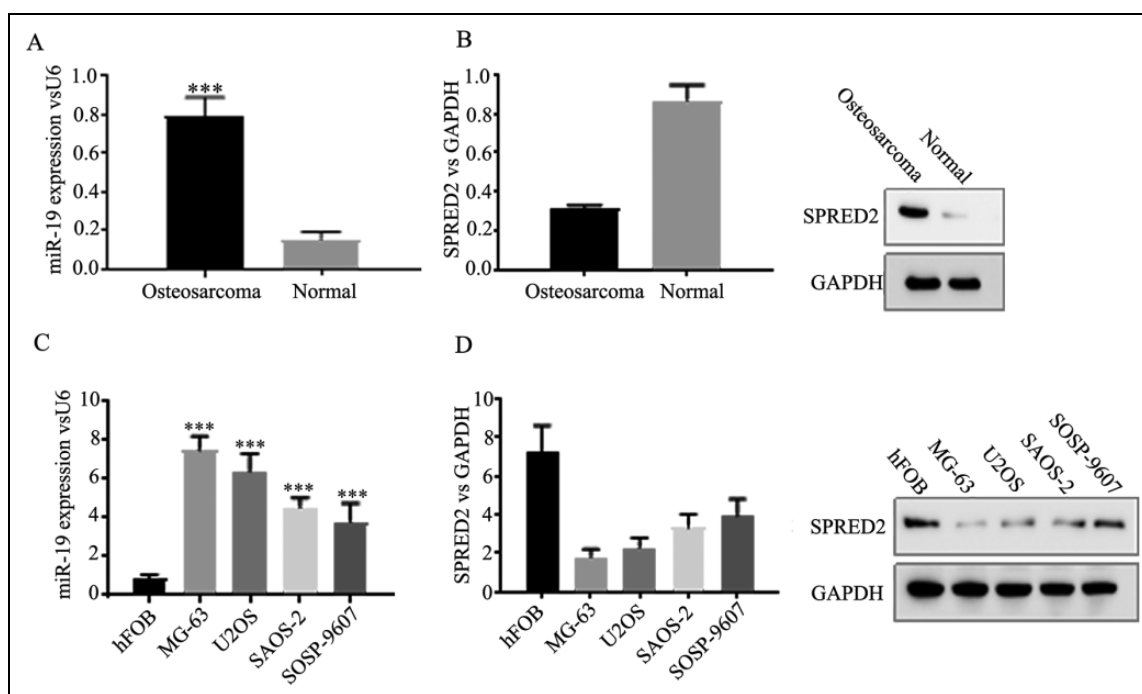 A
miR-19 expression vsU6
1.0
0.8
0.6
0.4
0.2
0.0
***
Osteosarcoma
Normal
B
SPRED2 vs GAPDH
1.0
0.8
0.6
0.4
0.2
0.0
Osteosarcoma
Normal
Osteosarcoma
Normal
SPRED2
GAPDH
C
miR-19 expression vsU6
10
8
6
4
2
0
***
***
***
***
hFOB
MG-63
U2OS
SAOS-2
SOSP-9607
D
SPRED2 vs GAPDH
10
8
6
4
2
0
hFOB
MG-63
U2OS
SAOS-2
SOSP-9607
hFOB
MG-63
U2OS
SAOS-2
SOSP-9607
SPRED2
GAPDH